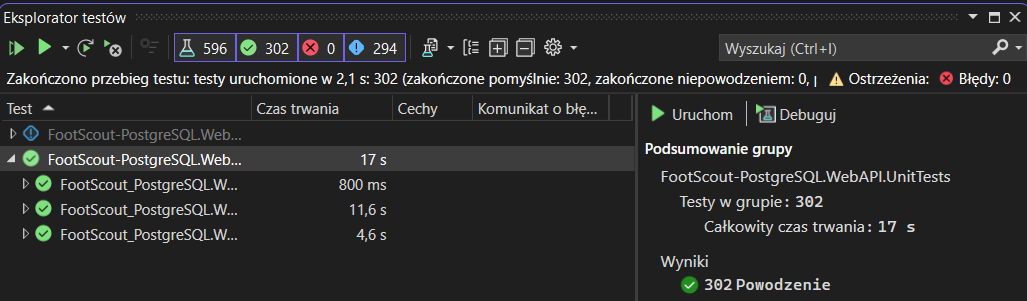 Eksplorator testów
596 302 0 294
Wyszukaj (Ctrl+I)
Zakończono przebieg testu: testy uruchomione w 2,1 s: 302 (zakończone pomyślnie: 302, zakończone niepowodzeniem: 0, p
Ostrzeżenia: Błędy: 0
Test Czas trwania Cechy Komunikat o błę...
FootScout-PostgreSQL.Web...
FootScout-PostgreSQL.Web... 17 s
FootScout_PostgreSQL.W... 800 ms
FootScout_PostgreSQL.W... 11,6 s
FootScout_PostgreSQL.W... 4,6 s
Uruchom Debuguj
Podsumowanie grupy
FootScout-PostgreSQL.WebAPI.UnitTests
Testy w grupie: 302
Całkowity czas trwania: 17 s
Wyniki
302 Powodzenie